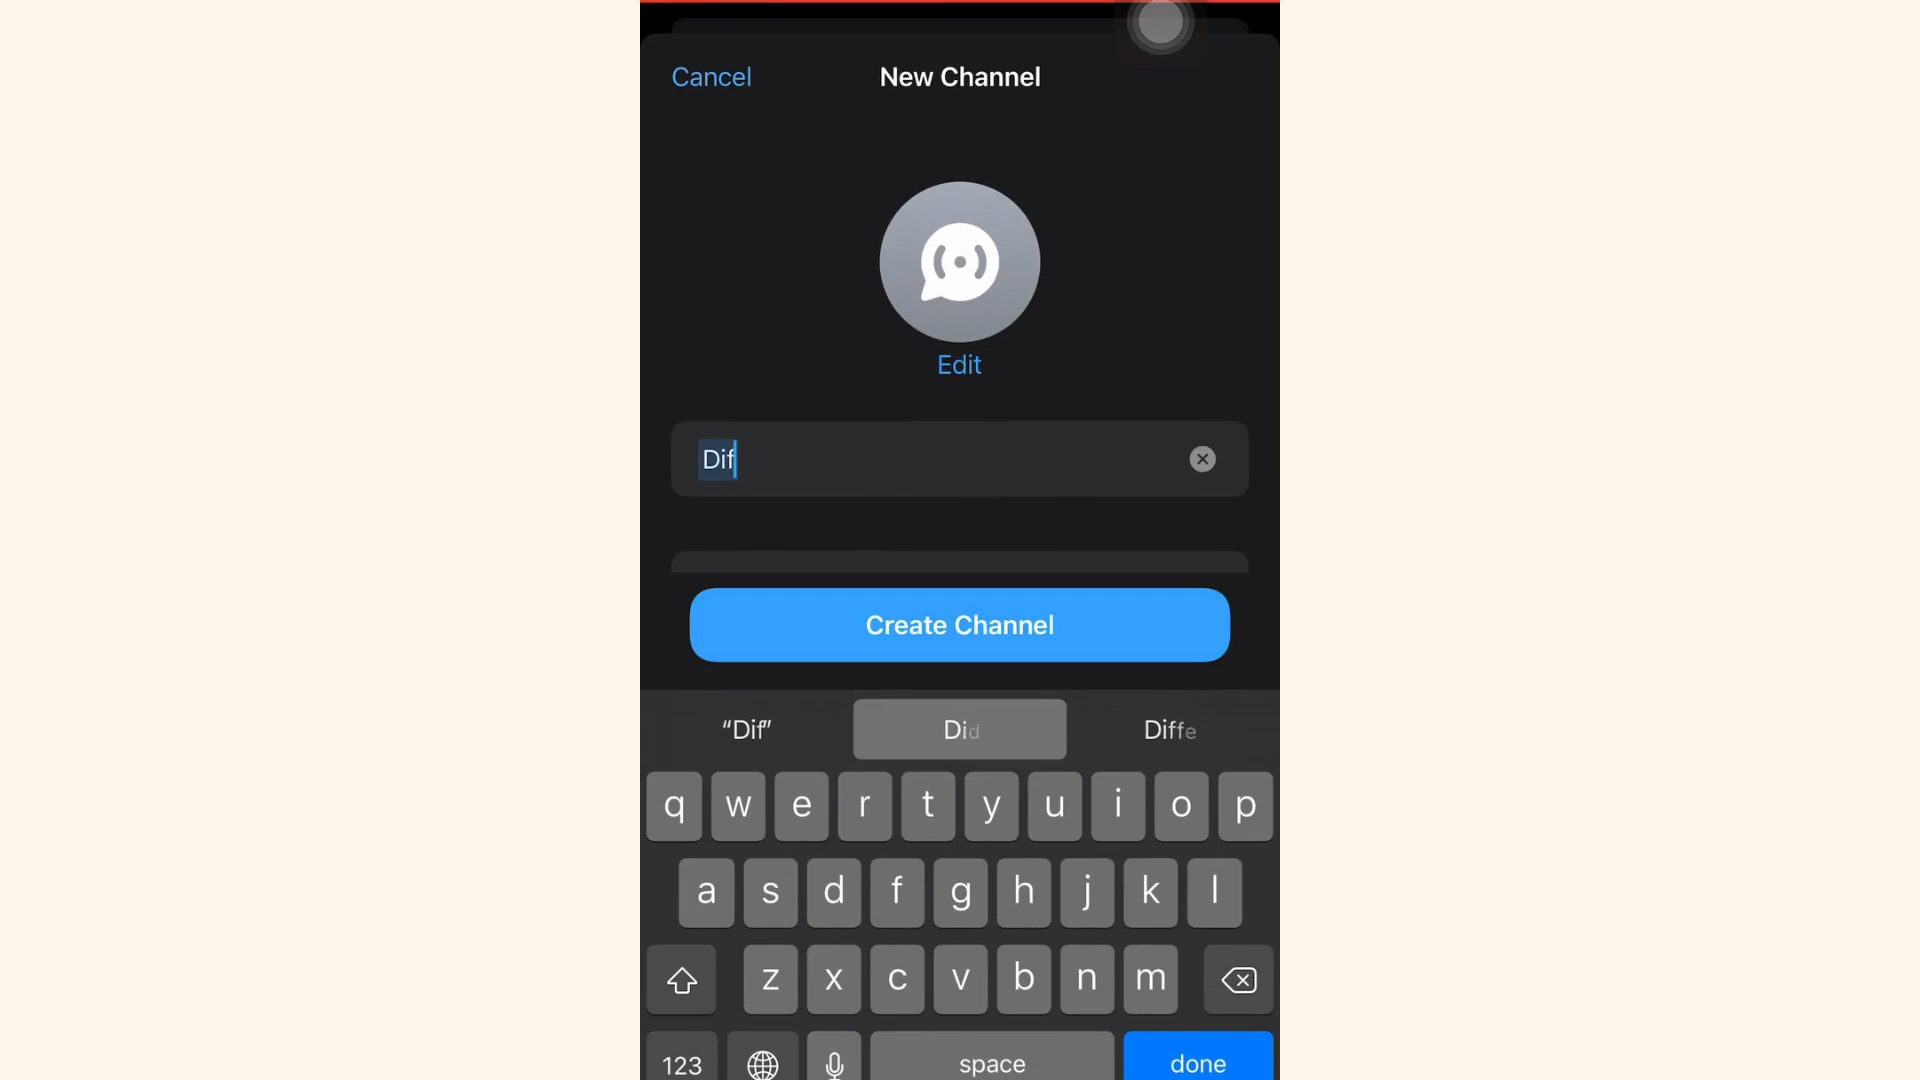 Cancel
New Channel
Edit
Dif
Create Channel
“Dif” Did Diffe
q w e r t y u i o p
a s d f g h j k l
z x c v b n m
123 space done